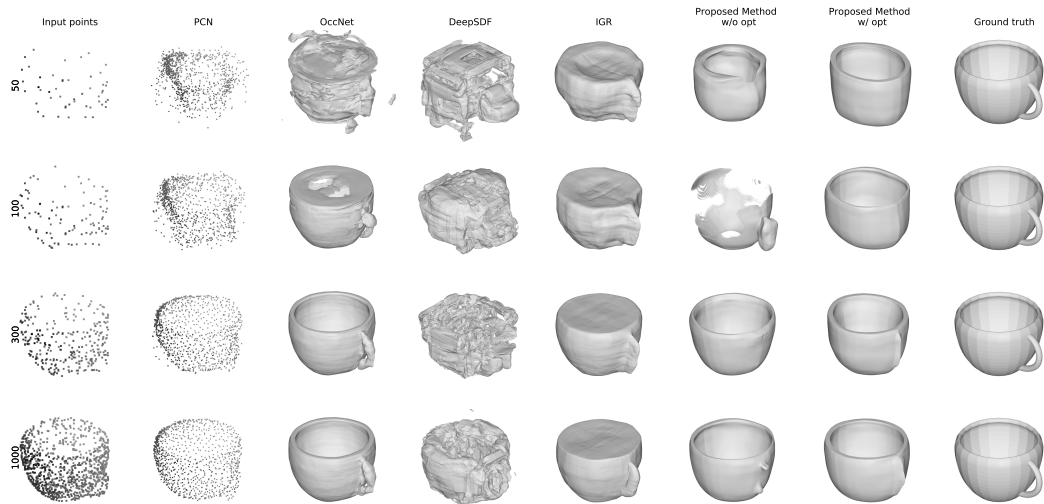 Input points
PCN
OccNet
DeepSDF
IGR
Proposed Method
w/o opt
Proposed Method
w/ opt
Ground truth
50
100
300
1000